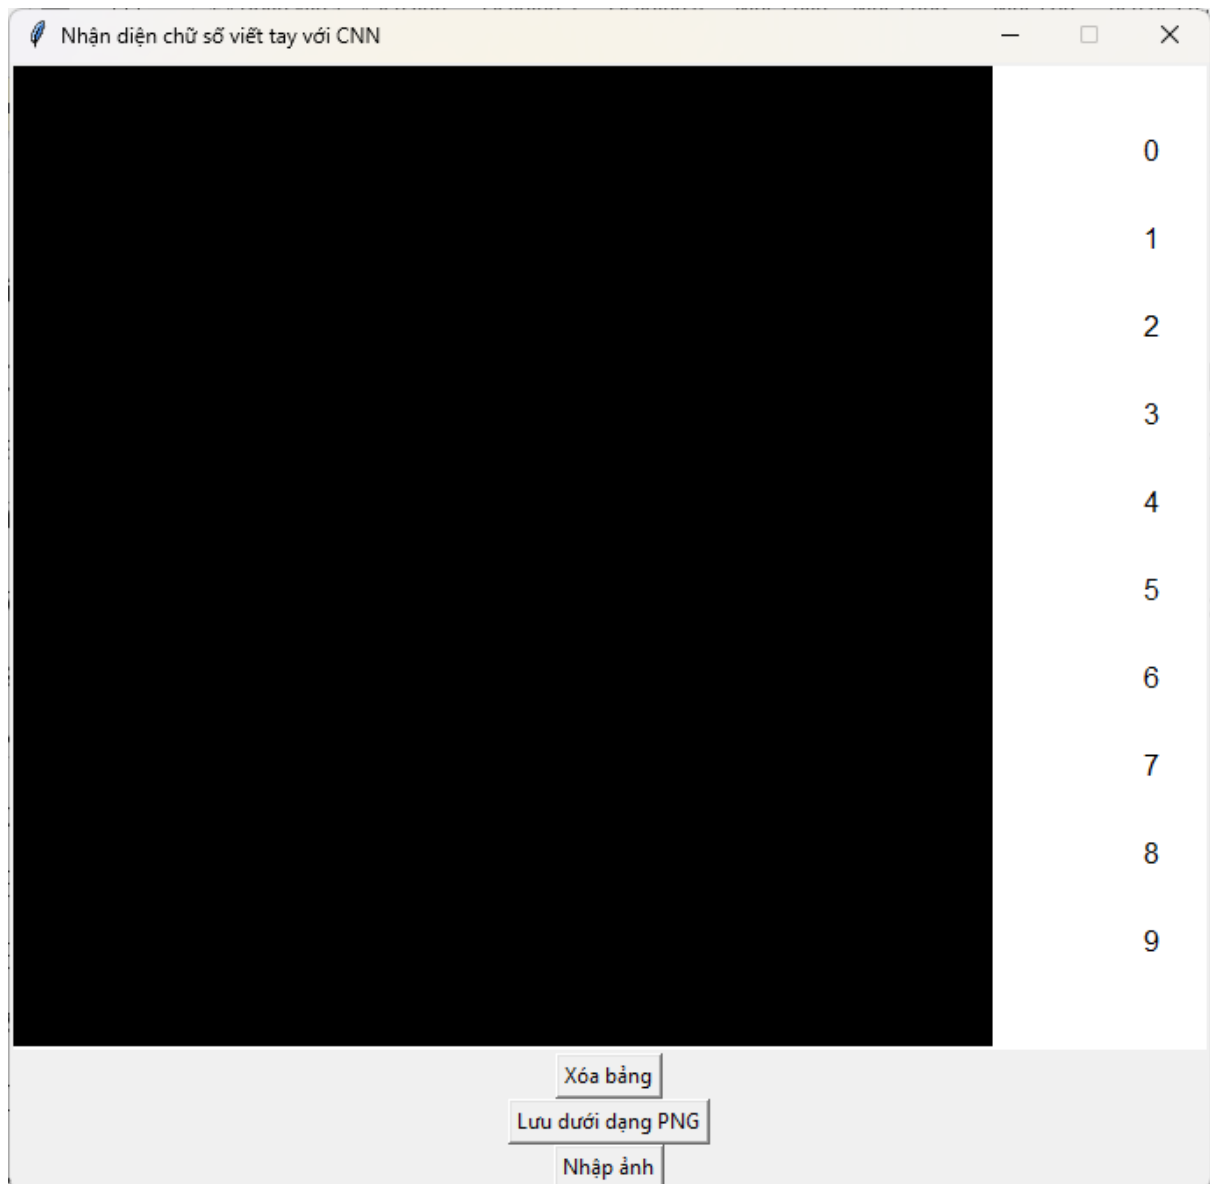 Nhận diện chữ số viết tay với CNN
0
1
2
3
4
5
6
7
8
9
Xóa bảng
Lưu dưới dạng PNG
Nhập ảnh